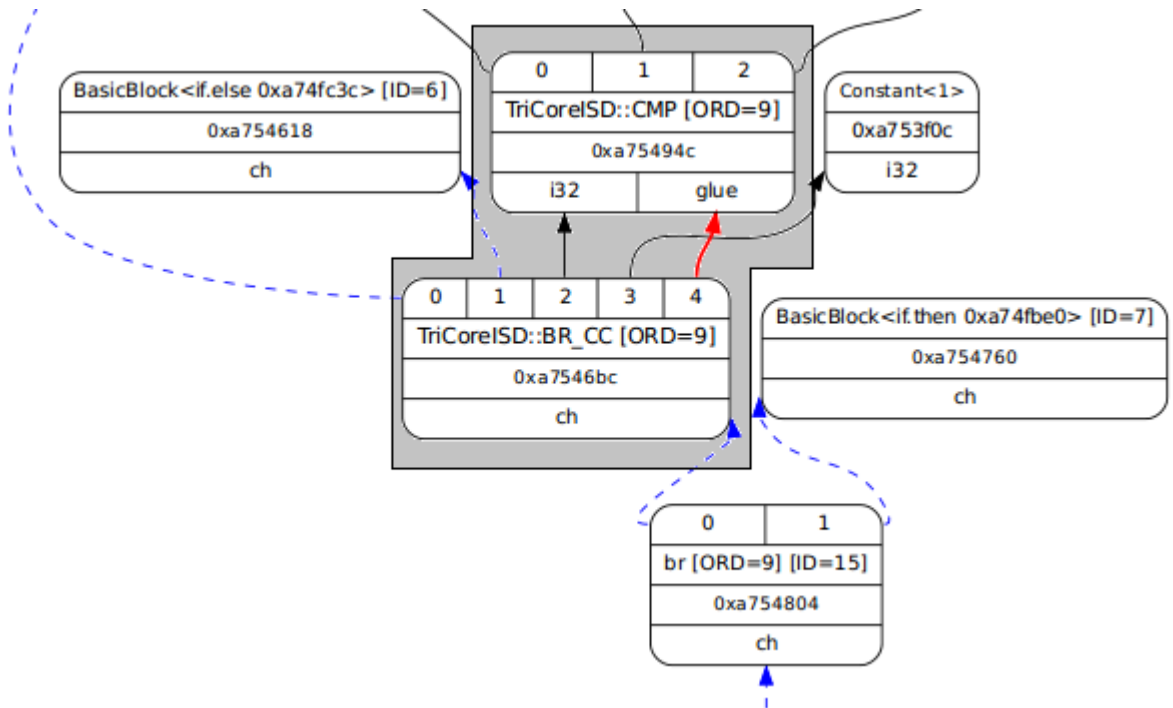 0 1 2
TriCoreISD::CMP [ORD=9]
0xa75494c
i32 glue
BasicBlock<if.else 0xa74fc3c> [ID=6]
0xa754618
ch
Constant<1>
0xa753f0c
i32
0 1 2 3 4
TriCoreISD::BR_CC [ORD=9]
0xa7546bc
ch
BasicBlock<if.then 0xa74fbe0> [ID=7]
0xa754760
ch
0 1
br [ORD=9] [ID=15]
0xa754804
ch